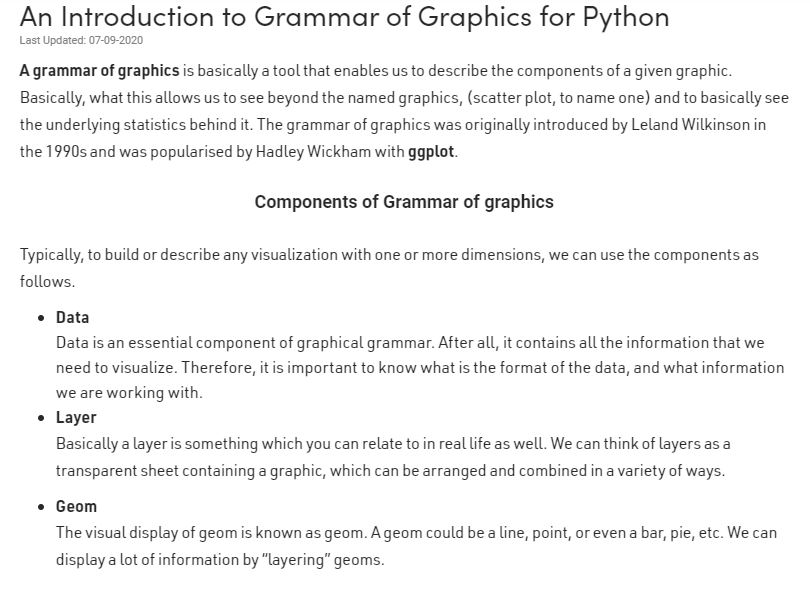 An Introduction to Grammar of Graphics for Python
Last Updated: 07-09-2020
A grammar of graphics is basically a tool that enables us to describe the components of a given graphic.
Basically, what this allows us to see beyond the named graphics, (scatter plot, to name one) and to basically see
the underlying statistics behind it. The grammar of graphics was originally introduced by Leland Wilkinson in
the 1990s and was popularised by Hadley Wickham with ggplot.
Components of Grammar of graphics
Typically, to build or describe any visualization with one or more dimensions, we can use the components as
follows.
• Data
Data is an essential component of graphical grammar. After all, it contains all the information that we
need to visualize. Therefore, it is important to know what is the format of the data, and what information
we are working with.
• Layer
Basically a layer is something which you can relate to in real life as well. We can think of layers as a
transparent sheet containing a graphic, which can be arranged and combined in a variety of ways.
• Geom
The visual display of geom is known as geom. A geom could be a line, point, or even a bar, pie, etc. We can
display a lot of information by “layering” geoms.